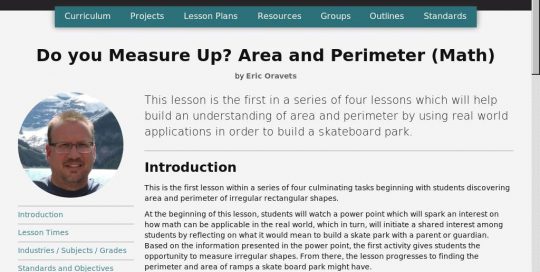 Curriculum Projects Lesson Plans Resources Groups Outlines Standards
Do you Measure Up? Area and Perimeter (Math)
by Eric Oravets
This lesson is the first in a series of four lessons which will help
build an understanding of area and perimeter by using real world
applications in order to build a skateboard park.
Introduction
This is the first lesson within a series of four culminating tasks beginning with students discovering
area and perimeter of irregular rectangular shapes.
At the beginning of this lesson, students will watch a power point which will spark an interest on
how math can be applicable in the real world, which in turn, will initiate a shared interest among
students by reflecting on what it would mean to build a skate park with a parent or guardian.
Based on the information presented in the power point, the first activity gives students the
opportunity to measure irregular shapes. From there, the lesson progresses to finding the
perimeter and area of ramps a skate board park might have.
Introduction
Lesson Times
Industries / Subjects / Grades
Standards and Objectives